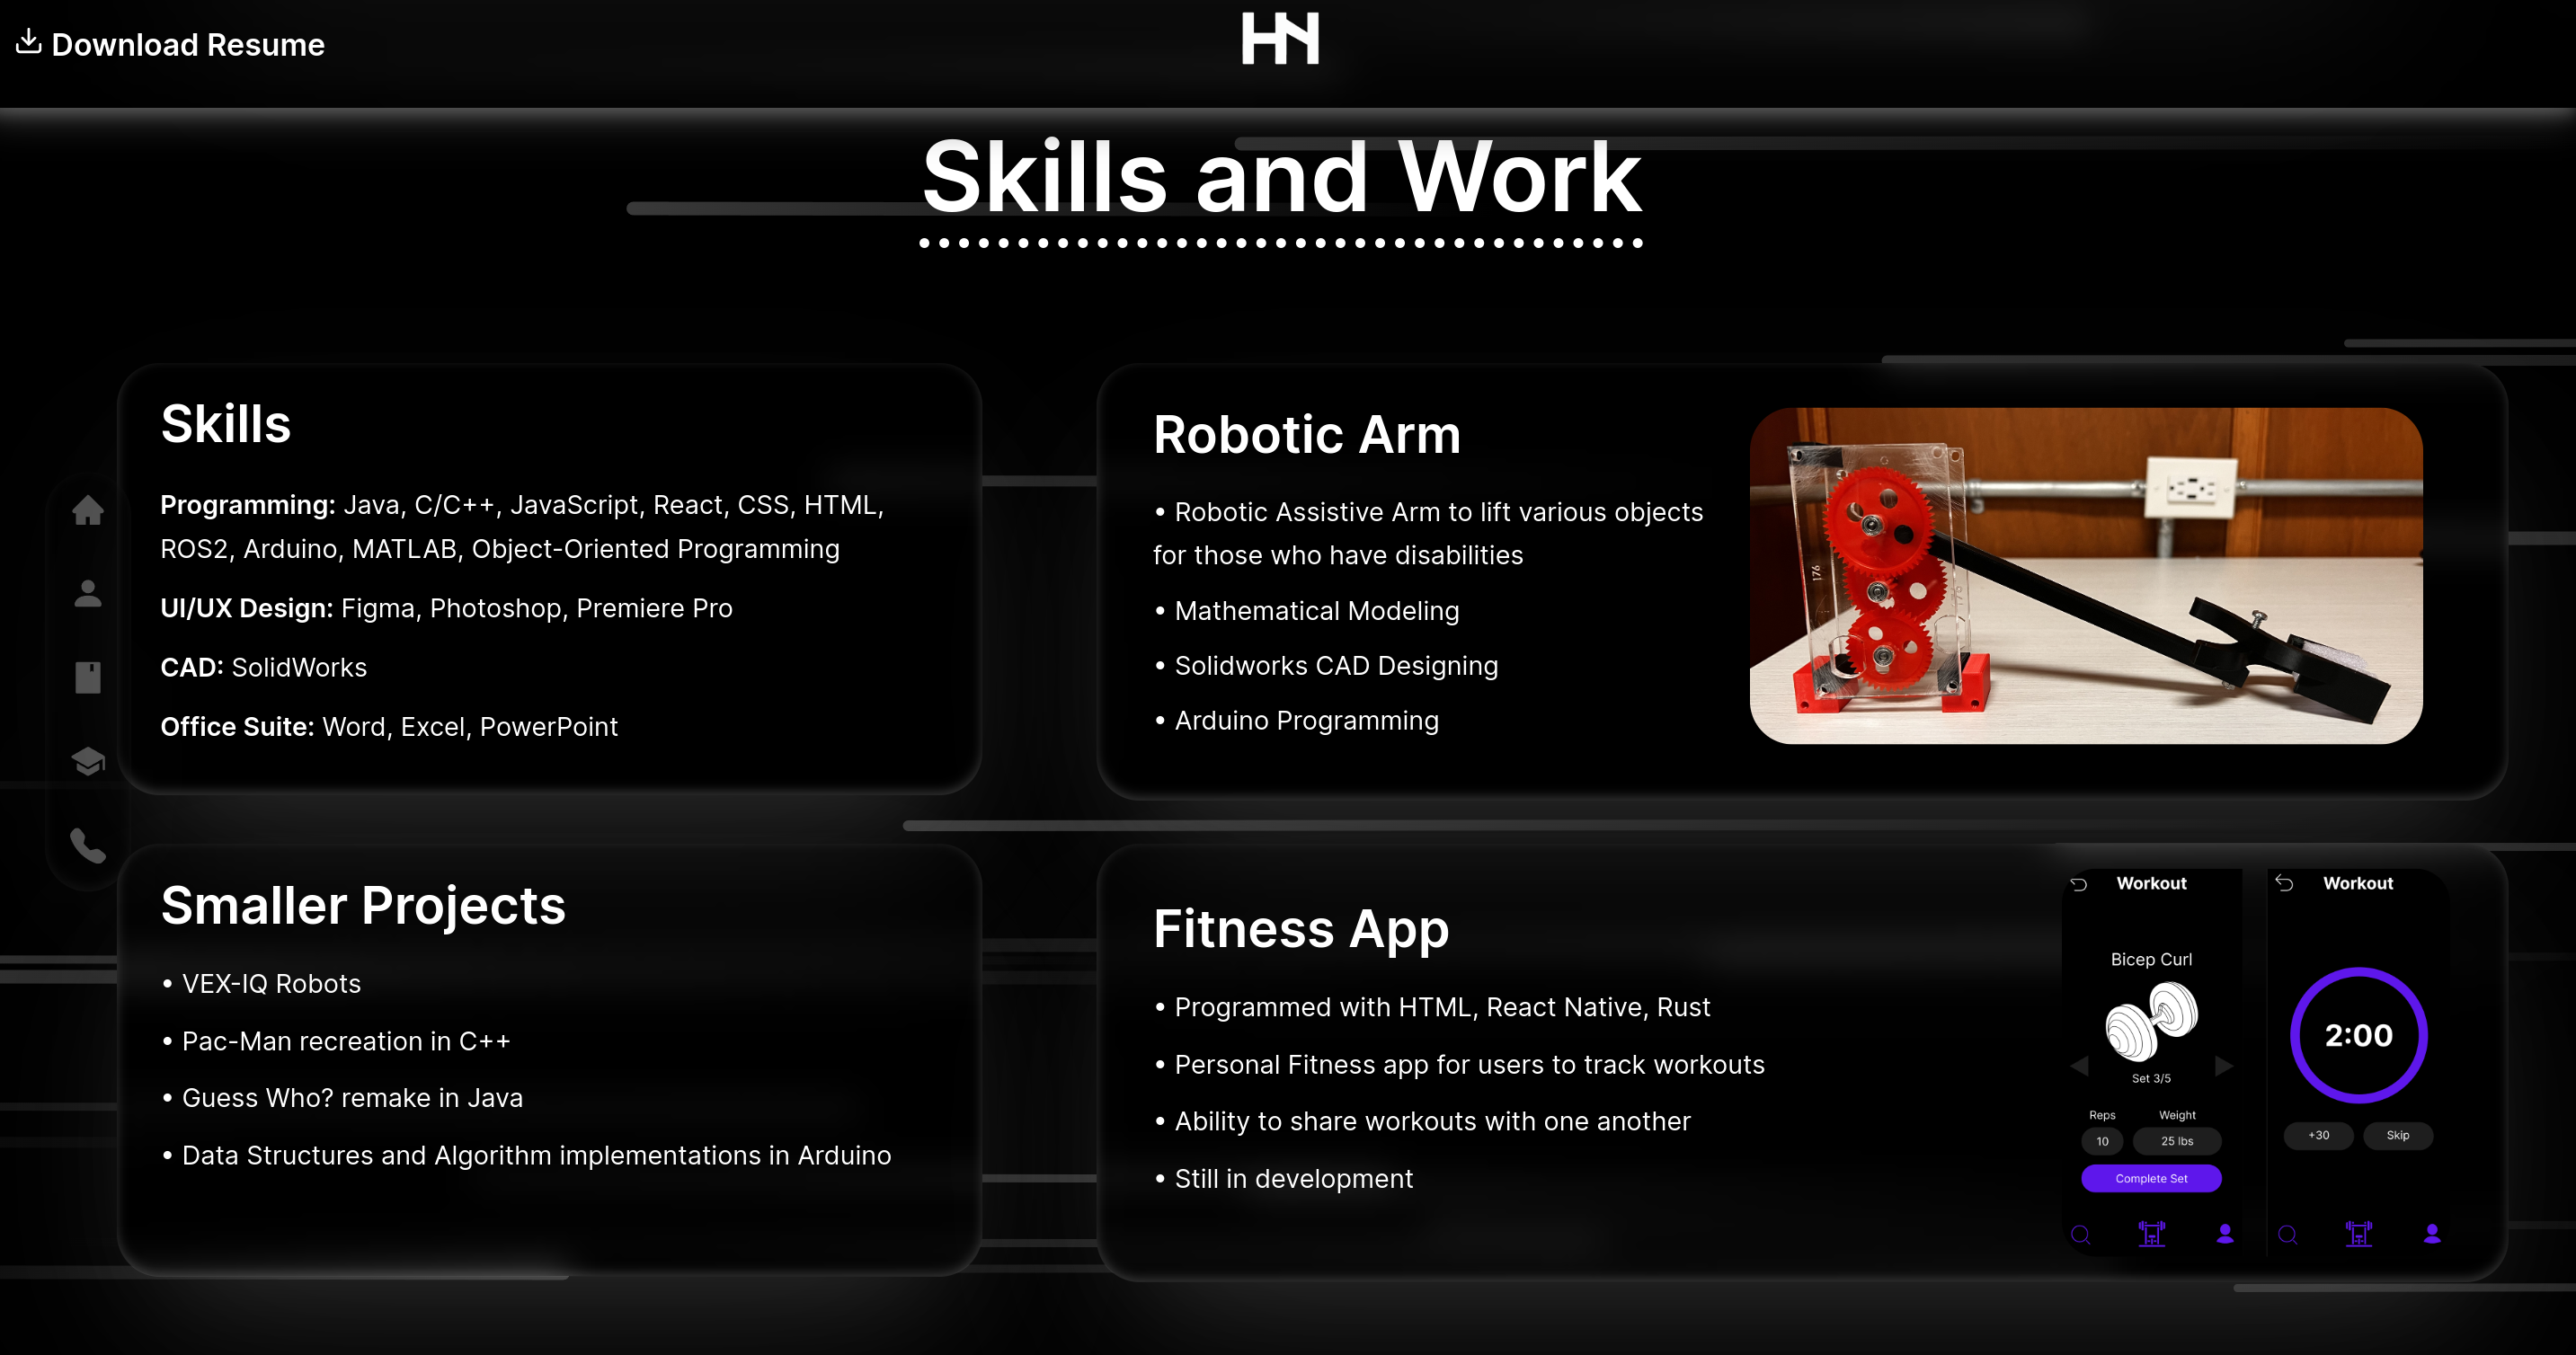 Download Resume
HN
Skills and Work
Skills
Programming: Java, C/C++, JavaScript, React, CSS, HTML,
ROS2, Arduino, MATLAB, Object-Oriented Programming
UI/UX Design: Figma, Photoshop, Premiere Pro
CAD: SolidWorks
Office Suite: Word, Excel, PowerPoint
Robotic Arm
• Robotic Assistive Arm to lift various objects
for those who have disabilities
• Mathematical Modeling
• Solidworks CAD Designing
• Arduino Programming
176
Smaller Projects
• VEX-IQ Robots
• Pac-Man recreation in C++
• Guess Who? remake in Java
• Data Structures and Algorithm implementations in Arduino
Fitness App
• Programmed with HTML, React Native, Rust
• Personal Fitness app for users to track workouts
• Ability to share workouts with one another
• Still in development
Workout
Bicep Curl
Set 3/5
Reps Weight
10 25 lbs
Complete Set
Workout
2:00
+30 Skip